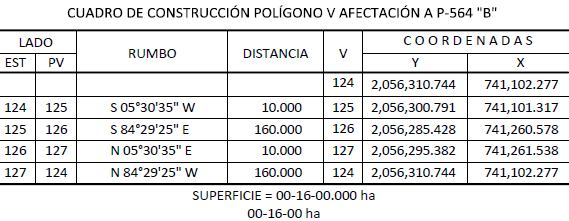 CUADRO DE CONSTRUCCIÓN POLÍGONO V AFECTACIÓN A P-564 "B"
LADO RUMBO DISTANCIA V COORDENADAS
EST PV Y X
124 2,056,310.744 741,102.277
124 125 S 05°30'35" W 10.000 125 2,056,300.791 741,101.317
125 126 S 84°29'25" E 160.000 126 2,056,285.428 741,260.578
126 127 N 05°30'35" E 10.000 127 2,056,295.382 741,261.538
127 124 N 84°29'25" W 160.000 124 2,056,310.744 741,102.277
SUPERFICIE = 00-16-00.000 ha
00-16-00 ha